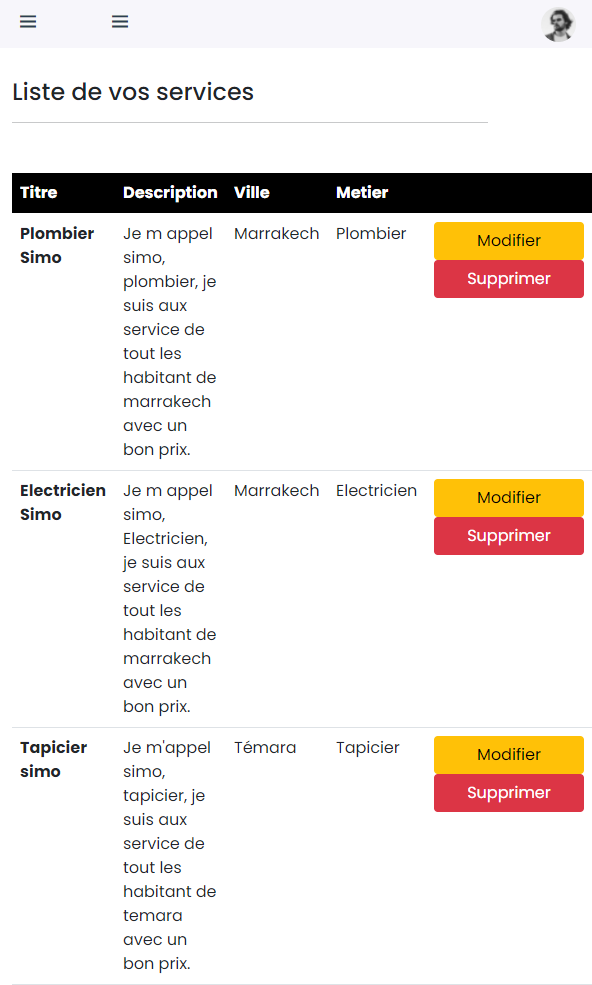 Liste de vos services
Titre Description Ville Metier
Plombier Simo
Je m appel
simo,
plombier, je
suis aux
service de
tout les
habitant de
marrakech
avec un
bon prix.
Marrakech
Plombier
Modifier
Supprimer
Electricien
Simo
Je m appel
simo,
Electricien,
je suis aux
service de
tout les
habitant de
marrakech
avec un
bon prix.
Marrakech
Electricien
Modifier
Supprimer
Tapicier
simo
Je m'appel
simo,
tapicier, je
suis aux
service de
tout les
habitant de
temara
avec un
bon prix.
Témara
Tapicier
Modifier
Supprimer